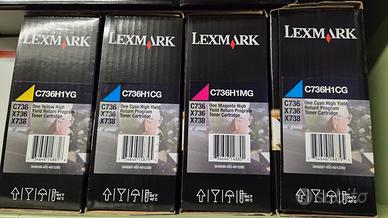 LEXMARK
C736H1YG
C736
X736
X738
One Yellow High
Yield Return Program
Toner Cartridge
LEXMARK
C736H1CG
C736
X736
X738
One Cyan High Yield
Return Program
Toner Cartridge
LEXMARK
C736H1MG
C736
X736
X738
One Magenta High
Yield Return Program
Toner Cartridge
LEXMARK
C736H1CG
C736
X736
X738
One Cyan High Yield
Return Program
Toner Cartridge
subito